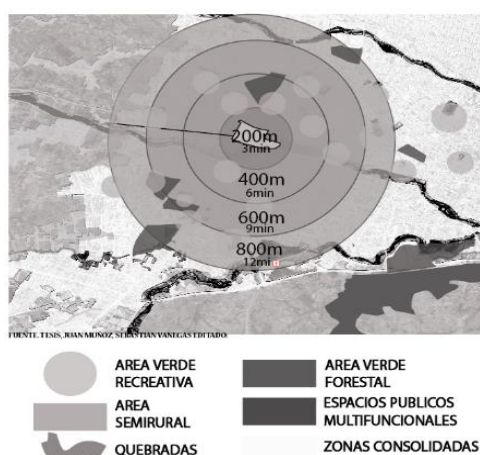 200m
3min
400m
6min
600m
9min
800m
12mi
FUENTE. TESIS, JUAN MUÑOZ, SEBASTIAN VANEGAS EDITADO:
AREA VERDE
RECREATIVA
AREA
SEMIRURAL
QUEBRADAS
AREA VERDE
FORESTAL
ESPACIOS PUBLICOS
MULTIFUNCIONALES
ZONAS CONSOLIDADAS